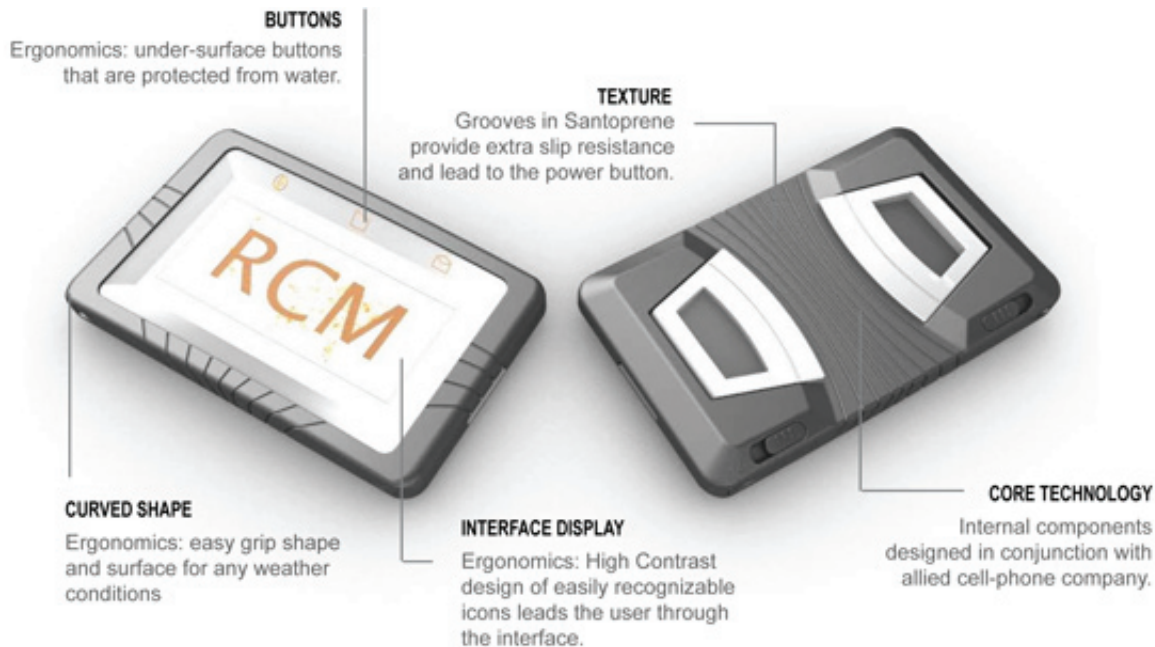 BUTTONS
Ergonomics: under-surface buttons
that are protected from water.
TEXTURE
Grooves in Santoprene
provide extra slip resistance
and lead to the power button.
RCM
CURVED SHAPE
Ergonomics: easy grip shape
and surface for any weather
conditions
INTERFACE DISPLAY
Ergonomics: High Contrast
design of easily recognizable
icons leads the user through
the interface.
CORE TECHNOLOGY
Internal components
designed in conjunction with
allied cell-phone company.